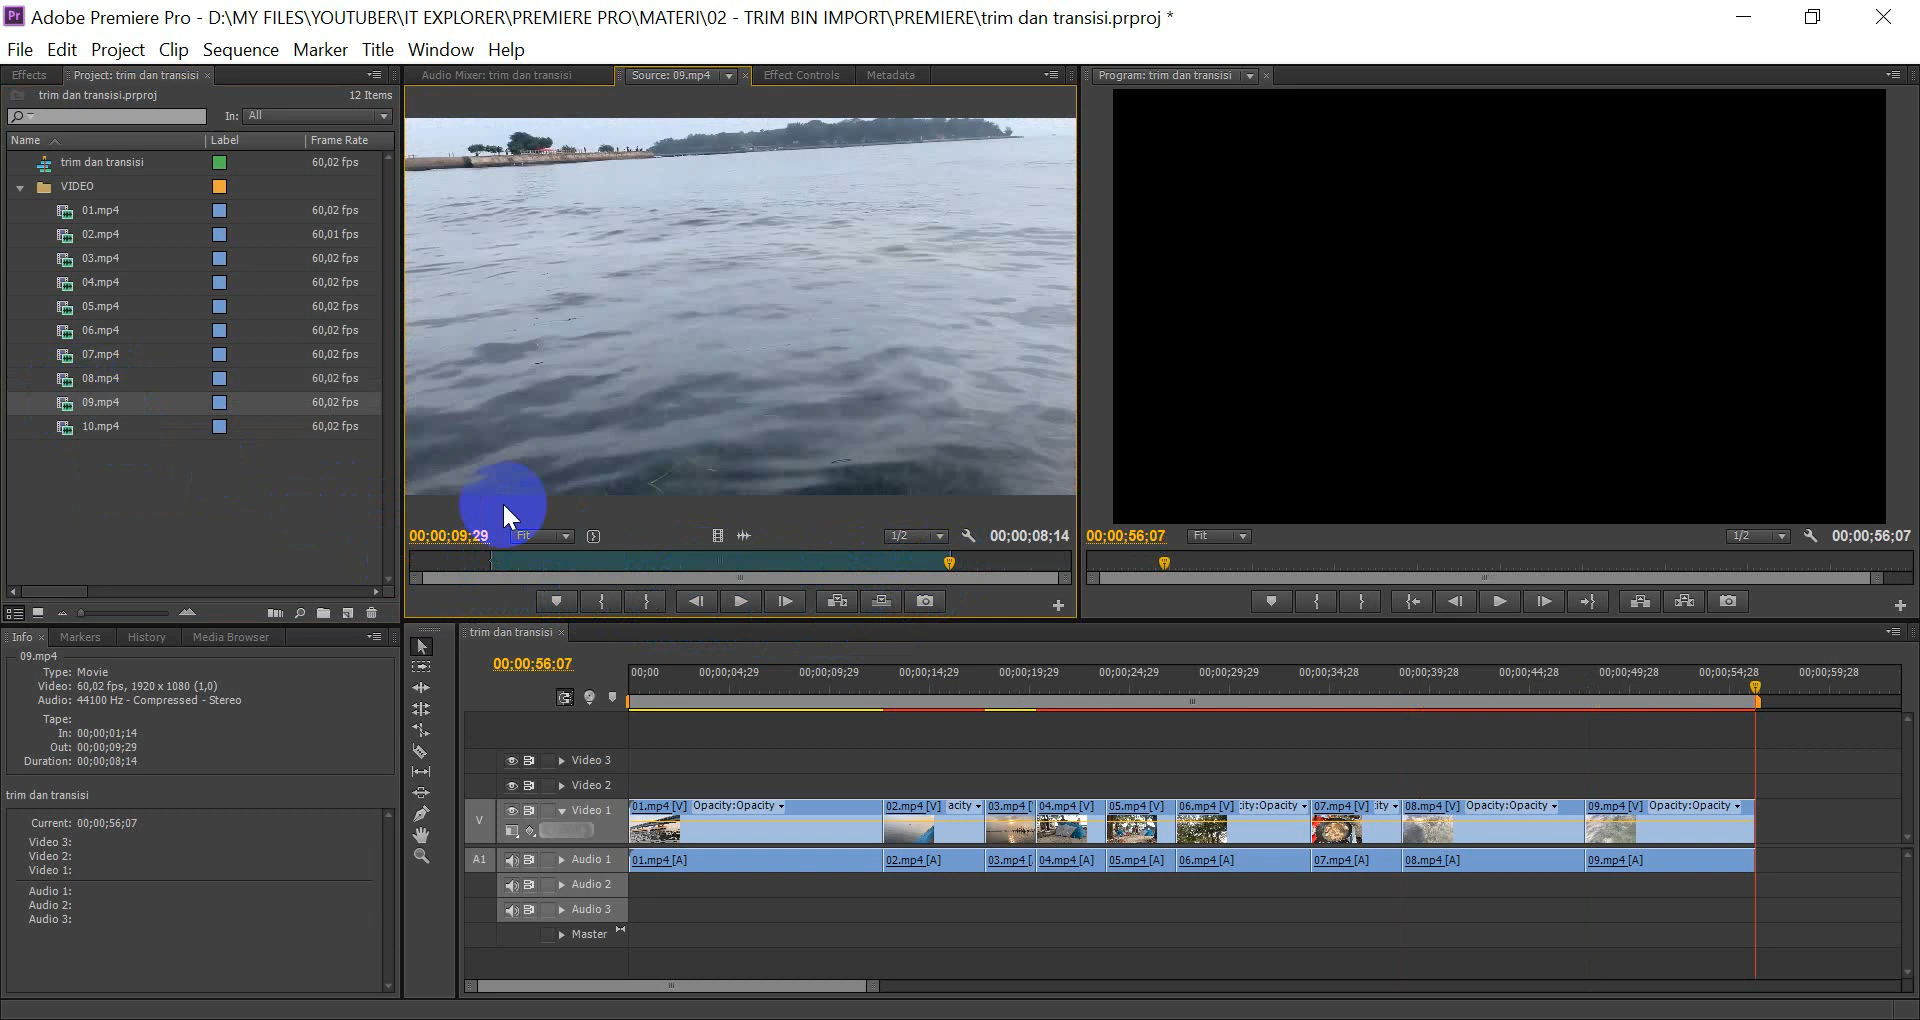 Adobe Premiere Pro - D:\MY FILES\YOUTUBER\IT EXPLORER\PREMIERE PRO\MATERI\02 - TRIM BIN IMPORT\PREMIERE\trim dan transisi.prproj *
File Edit Project Clip Sequence Marker Title Window Help
Effects Project: trim dan transisi
trim dan transisi.prproj 12 Items
In: All
Name Label Frame Rate
trim dan transisi 60,02 fps
VIDEO
01.mp4 60,02 fps
02.mp4 60,01 fps
03.mp4 60,02 fps
04.mp4 60,02 fps
05.mp4 60,02 fps
06.mp4 60,02 fps
07.mp4 60,02 fps
08.mp4 60,02 fps
09.mp4 60,02 fps
10.mp4 60,02 fps
Audio Mixer: trim dan transisi Source: 09.mp4 Effect Controls Metadata
00;00;09;29 Fit 1/2 00;00;08;14
Program: trim dan transisi
00;00;56;07 Fit 1/2 00;00;56;07
Info Markers History Media Browser
09.mp4
Type: Movie
Video: 60,02 fps, 1920 x 1080 (1,0)
Audio: 44100 Hz - Compressed - Stereo
Tape:
In: 00;00;01;14
Out: 00;00;09;29
Duration: 00;00;08;14
trim dan transisi
Current: 00;00;56;07
Video 3:
Video 2:
Video 1:
Audio 1:
Audio 2:
Audio 3:
trim dan transisi
00;00;56;07
00;00 00;00;04;29 00;00;09;29 00;00;14;29 00;00;19;29 00;00;24;29 00;00;29;29 00;00;34;28 00;00;39;28 00;00;44;28 00;00;49;28 00;00;54;28 00;00;59;28
Video 3
Video 2
V Video 1 01.mp4 [V] Opacity:Opacity 02.mp4 [V] acity 03.mp4 [ 04.mp4 [V] 05.mp4 [V] 06.mp4 [V] :ity:Opacity 07.mp4 [V] :ity 08.mp4 [V] Opacity:Opacity 09.mp4 [V] Opacity:Opacity
A1 Audio 1 01.mp4 [A] 02.mp4 [A] 03.mp4 [ 04.mp4 [A] 05.mp4 [A] 06.mp4 [A] 07.mp4 [A] 08.mp4 [A] 09.mp4 [A]
Audio 2
Audio 3
Master